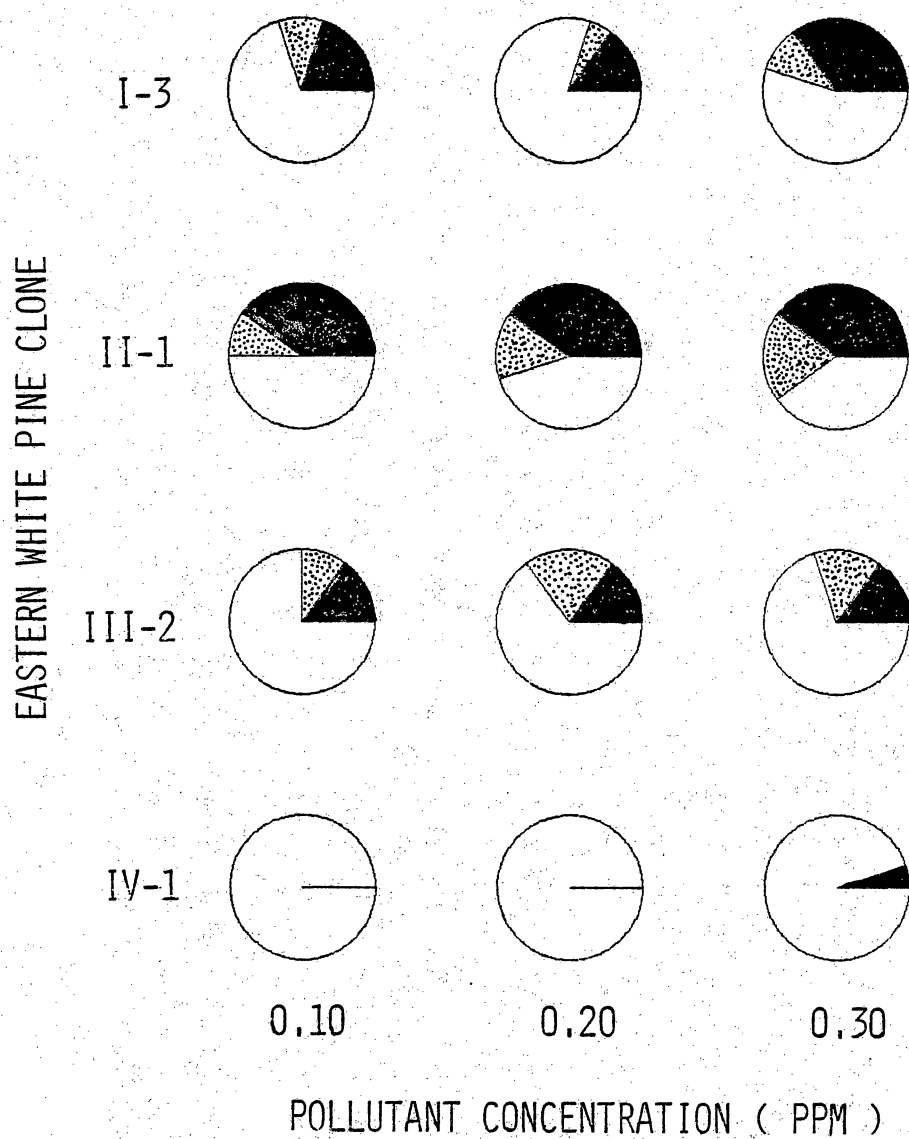 I-3
EASTERN WHITE PINE CLONE
II-1
III-2
IV-1
0.10 0.20 0.30
POLLUTANT CONCENTRATION ( PPM )